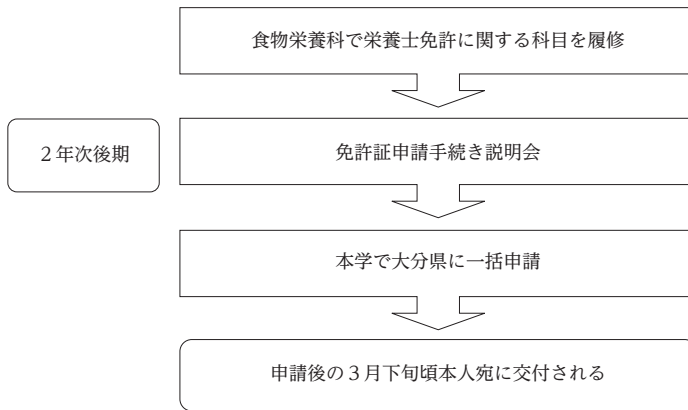 食物栄養科で栄養士免許に関する科目を履修
２年次後期
免許証申請手続き説明会
本学で大分県に一括申請
申請後の３月下旬頃本人宛に交付される